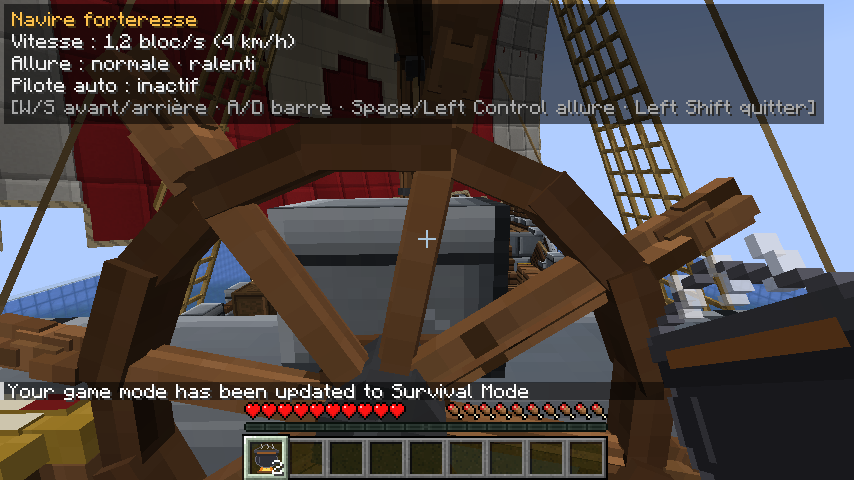 Navire forteresse
Vitesse : 1,2 bloc/s (4 km/h)
Allure : normale · ralenti
Pilote auto : inactif
[W/S avant/arrière · A/D barre · Space/Left Control allure · Left Shift quitter]
Your game mode has been updated to Survival Mode
2